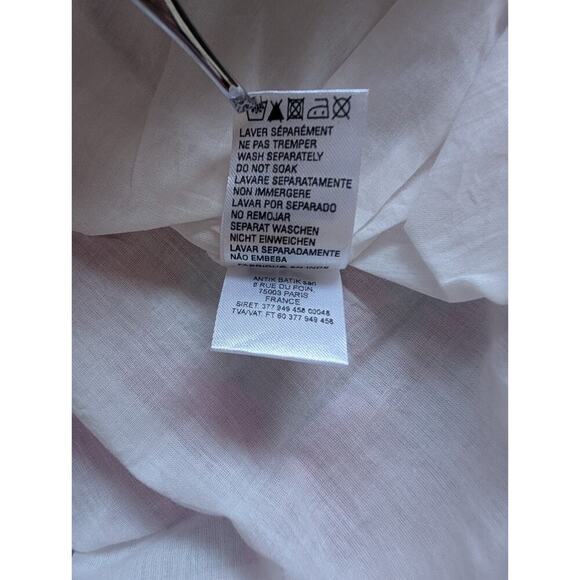 LAVER SÉPARÉMENT
NE PAS TREMPER
WASH SEPARATELY
DO NOT SOAK
LAVARE SEPARATAMENTE
NON IMMERGERE
LAVAR POR SEPARADO
NO REMOJAR
SEPARAT WASCHEN
NICHT EINWEICHEN
LAVAR SEPARADAMENTE
NÃO EMBEBA
ANTIK BATIK sarl
8 RUE DU FOIN,
75003 PARIS
FRANCE
SIRET: 377 949 458 00048
TVA/VAT: FT 60 377 949 458